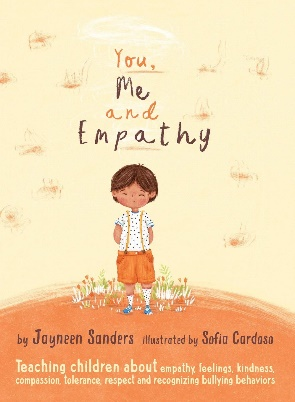 You,
Me
and
Empathy
by Jayneen Sanders illustrated by Sofia Cardoso
Teaching children about empathy, feelings, kindness,
compassion, tolerance, respect and recognizing bullying behaviors